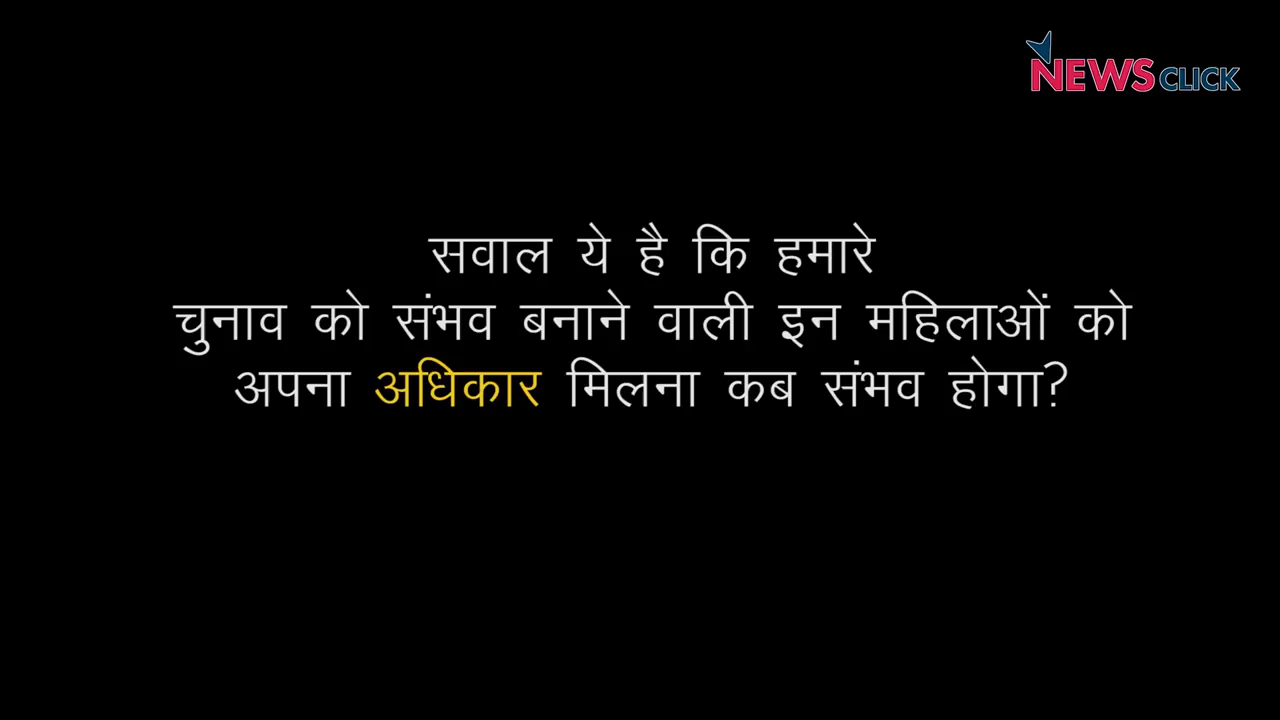 NEWSCLICK
सवाल ये है कि हमारे
चुनाव को संभव बनाने वाली इन महिलाओं को
अपना अधिकार मिलना कब संभव होगा?